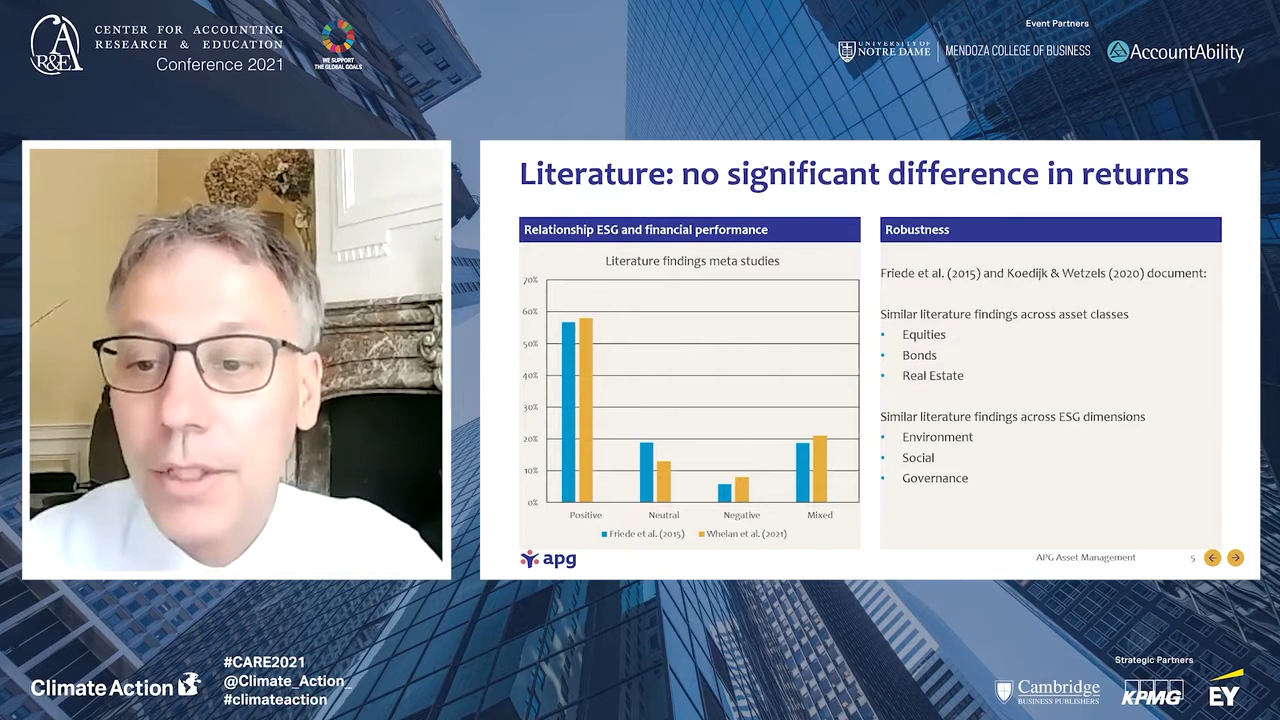 CENTER FOR ACCOUNTING
RESEARCH & EDUCATION
Conference 2021
CA
R&E
WE SUPPORT
THE GLOBAL GOALS
Event Partners
UNIVERSITY OF
NOTRE DAME
MENDOZA COLLEGE OF BUSINESS
AccountAbility
Literature: no significant difference in returns
Relationship ESG and financial performance
Literature findings meta studies
70%
60%
50%
40%
30%
20%
10%
0%
Positive Neutral Negative Mixed
Friede et al. (2015) Whelan et al. (2021)
apg
Robustness
Friede et al. (2015) and Koedijk & Wetzels (2020) document:
Similar literature findings across asset classes
• Equities
• Bonds
• Real Estate
Similar literature findings across ESG dimensions
• Environment
• Social
• Governance
APG Asset Management 5
ClimateAction
#CARE2021
@Climate_Action_
#climateaction
Strategic Partners
Cambridge
BUSINESS PUBLISHERS
KPMG
EY